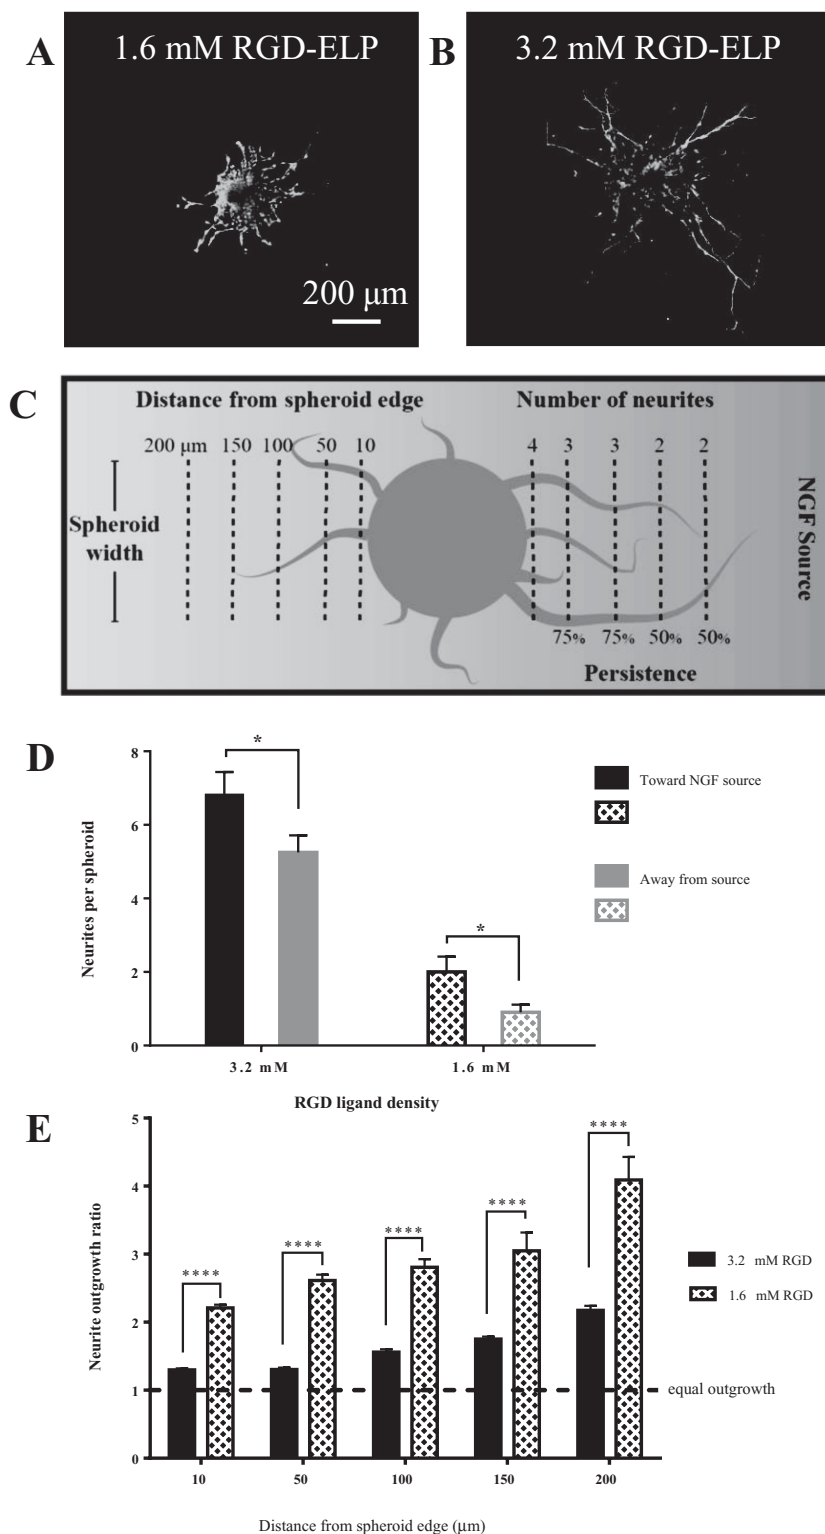 A
1.6 mM RGD-ELP
200 μm
B
3.2 mM RGD-ELP
C
Distance from spheroid edge
Number of neurites
200 μm 150 100 50 10
4 3 3 2 2
Spheroid
width
NGF Source
75% 75% 50% 50%
Persistence
D
8
6
4
2
0
Neurites per spheroid
*
*
Toward NGF source
Away from source
3.2 mM
1.6 mM
RGD ligand density
E
5
4
3
2
1
0
Neurite outgrowth ratio
****
****
****
****
****
3.2 mM RGD
1.6 mM RGD
equal outgrowth
10 50 100 150 200
Distance from spheroid edge (μm)